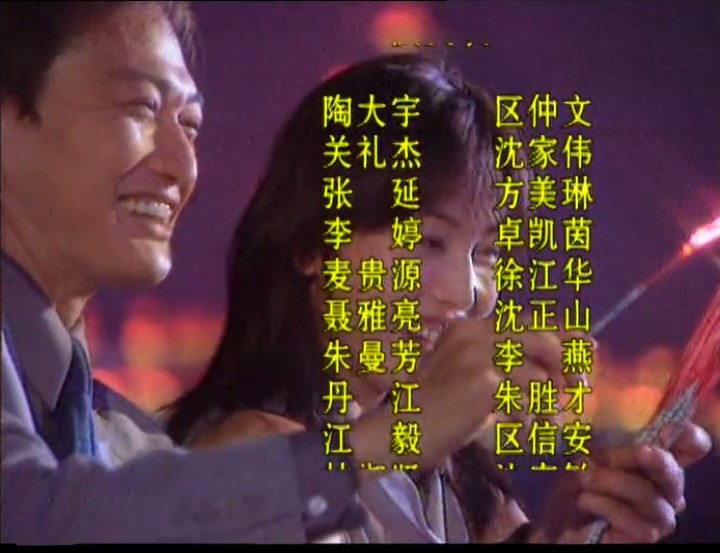 陶大宇 区仲文
关礼杰 沈家伟
张延 方美琳
李婷 卓凯茵
麦贵源 徐江华
聂雅亮 沈正山
朱曼芳 李燕
丹江 朱胜才
江毅 区信安